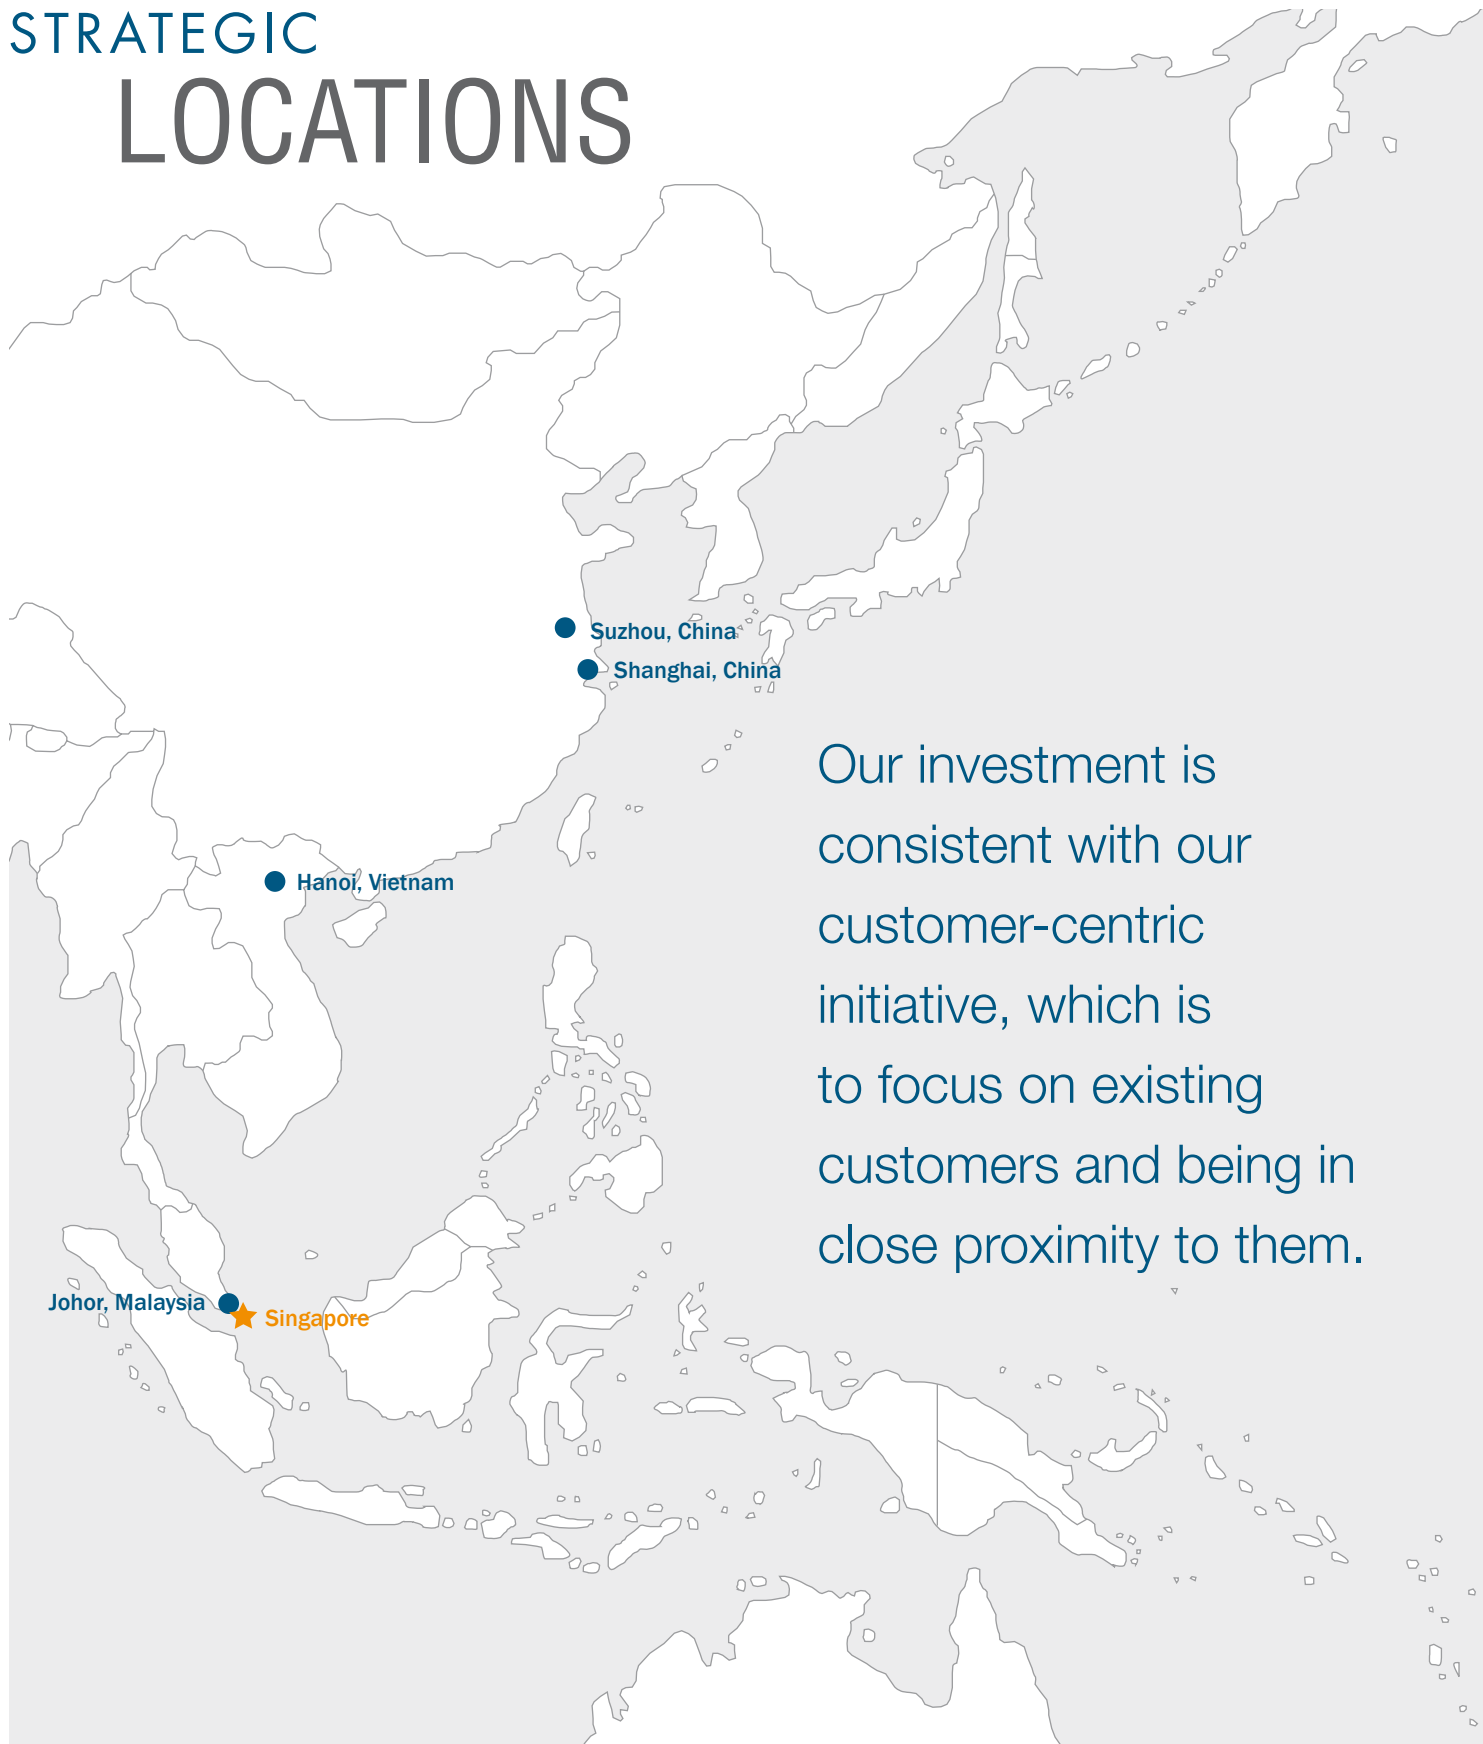 STRATEGIC
LOCATIONS
Suzhou, China
Shanghai, China
Our investment is
consistent with our
customer-centric
initiative, which is
to focus on existing
customers and being in
close proximity to them.
Hanoi, Vietnam
Johor, Malaysia
Singapore